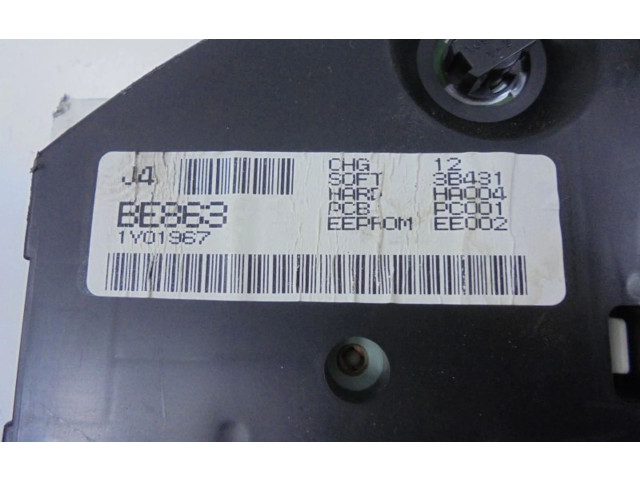 J4
BE863
1Y01967
CHG 12
SOFT 3B431
HARD HA004
PCB PC001
EEPROM EE002